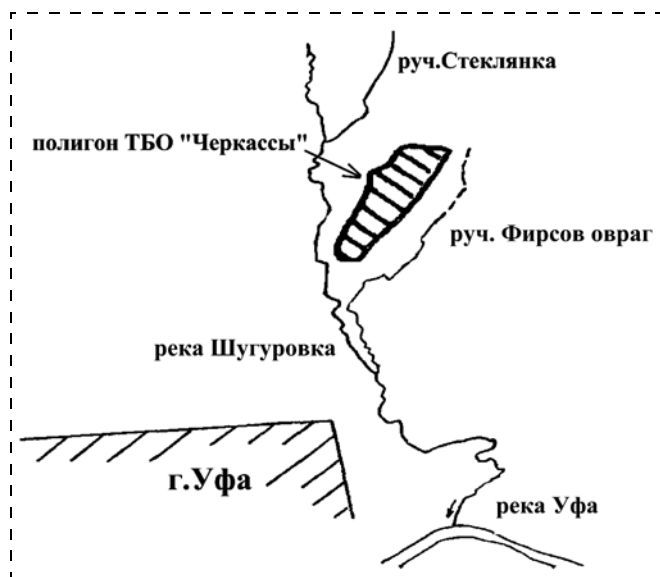 руч.Стеклянка
полигон ТБО "Черкассы"
руч. Фирсов овраг
река Шугуровка
г.Уфа
река Уфа